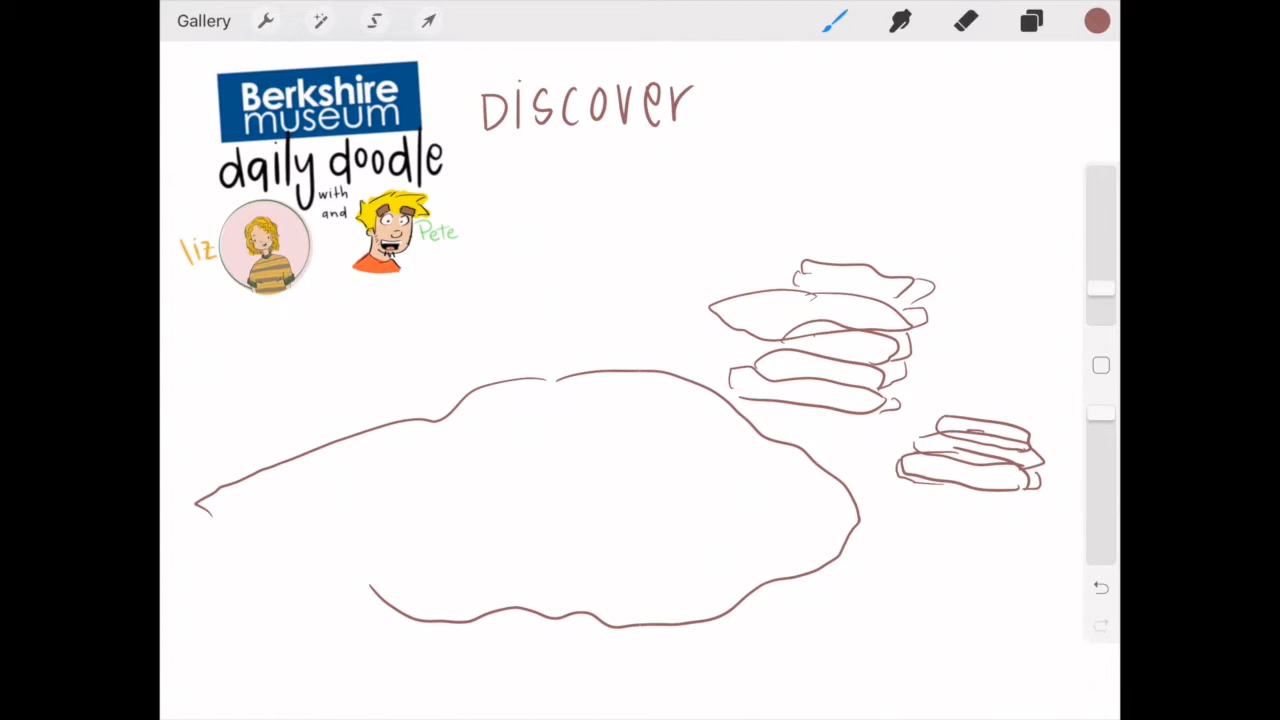 Gallery
Berkshire
museum
DiscoVer
daily doodle
with
and
liz
Pete